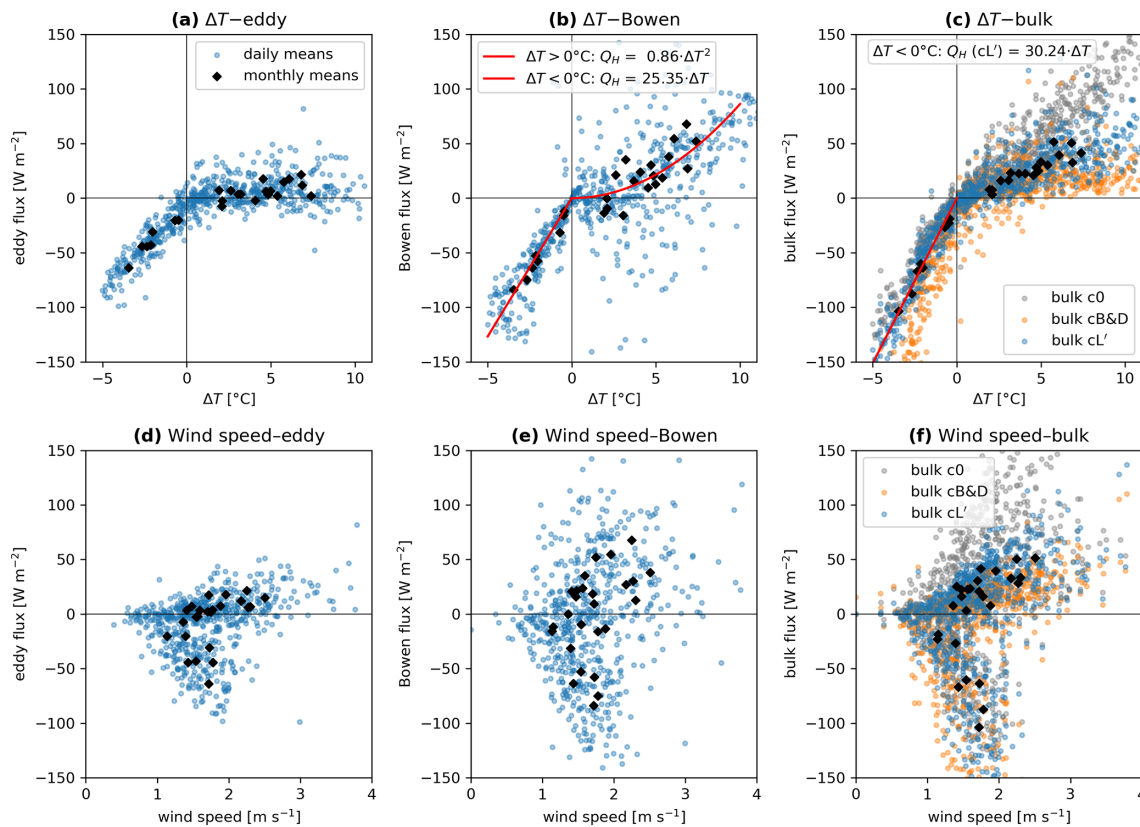 (a) ΔT−eddy
daily means
monthly means
150
100
50
0
−50
−100
−150
eddy flux [W m⁻²]
−5
0
5
10
ΔT [°C]
(b) ΔT−Bowen
ΔT > 0°C: Q_H = 0.86·ΔT²
ΔT < 0°C: Q_H = 25.35·ΔT
150
100
50
0
−50
−100
−150
Bowen flux [W m⁻²]
−5
0
5
10
ΔT [°C]
(c) ΔT−bulk
ΔT < 0°C: Q_H (cL′) = 30.24·ΔT
bulk c0
bulk cB&D
bulk cL′
150
100
50
0
−50
−100
−150
bulk flux [W m⁻²]
−5
0
5
10
ΔT [°C]
(d) Wind speed–eddy
150
100
50
0
−50
−100
−150
eddy flux [W m⁻²]
0
1
2
3
4
wind speed [m s⁻¹]
(e) Wind speed–Bowen
150
100
50
0
−50
−100
−150
Bowen flux [W m⁻²]
0
1
2
3
4
wind speed [m s⁻¹]
(f) Wind speed–bulk
bulk c0
bulk cB&D
bulk cL′
150
100
50
0
−50
−100
−150
bulk flux [W m⁻²]
0
1
2
3
4
wind speed [m s⁻¹]